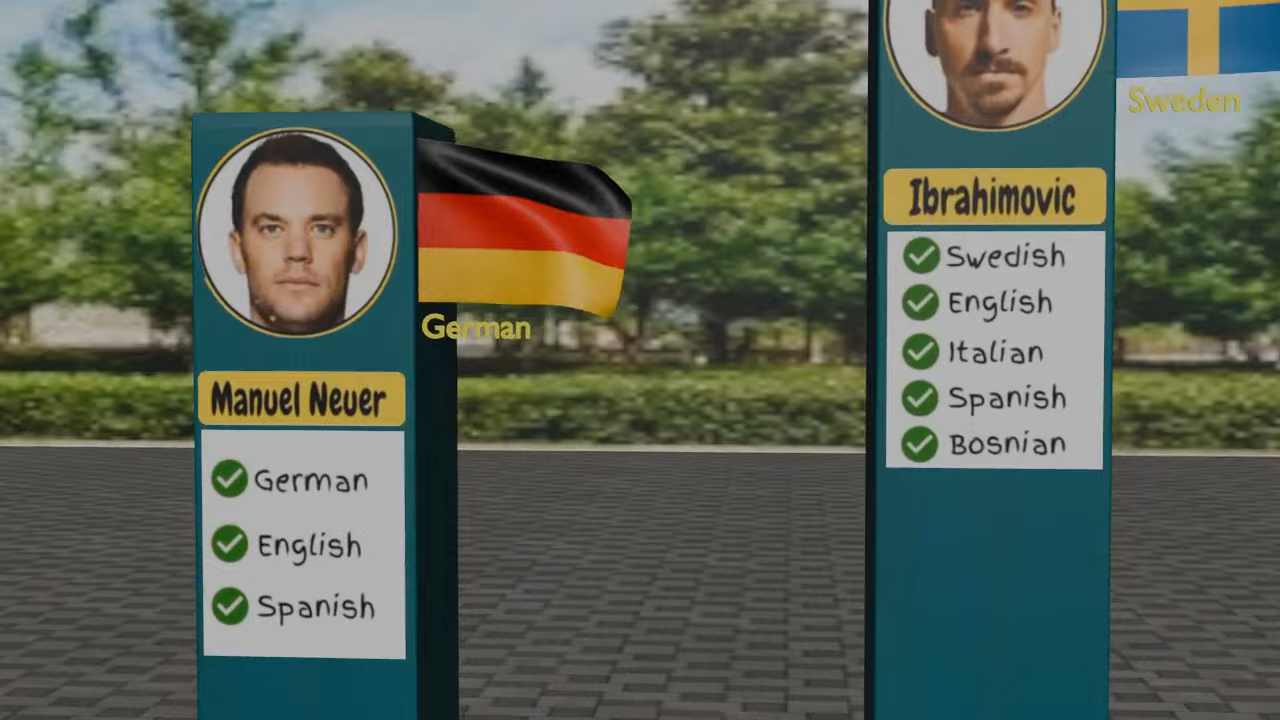 German
Manuel Neuer
German
English
Spanish
Sweden
Ibrahimovic
Swedish
English
Italian
Spanish
Bosnian